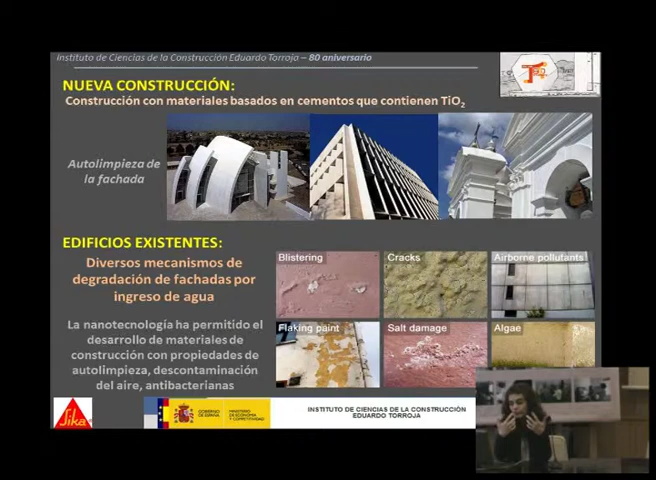 Instituto de Ciencias de la Construcción Eduardo Torroja – 80 aniversario
NUEVA CONSTRUCCIÓN:
Construcción con materiales basados en cementos que contienen TiO₂
Autolimpieza de
la fachada
EDIFICIOS EXISTENTES:
Diversos mecanismos de
degradación de fachadas por
ingreso de agua
La nanotecnología ha permitido el
desarrollo de materiales de
construcción con propiedades de
autolimpieza, descontaminación
del aire, antibacterianas
Blistering
Cracks
Airborne pollutants
Flaking paint
Salt damage
Algae
Sika
GOBIERNO
DE ESPAÑA
MINISTERIO
DE ECONOMÍA
Y COMPETITIVIDAD
INSTITUTO DE CIENCIAS DE LA CONSTRUCCIÓN
EDUARDO TORROJA